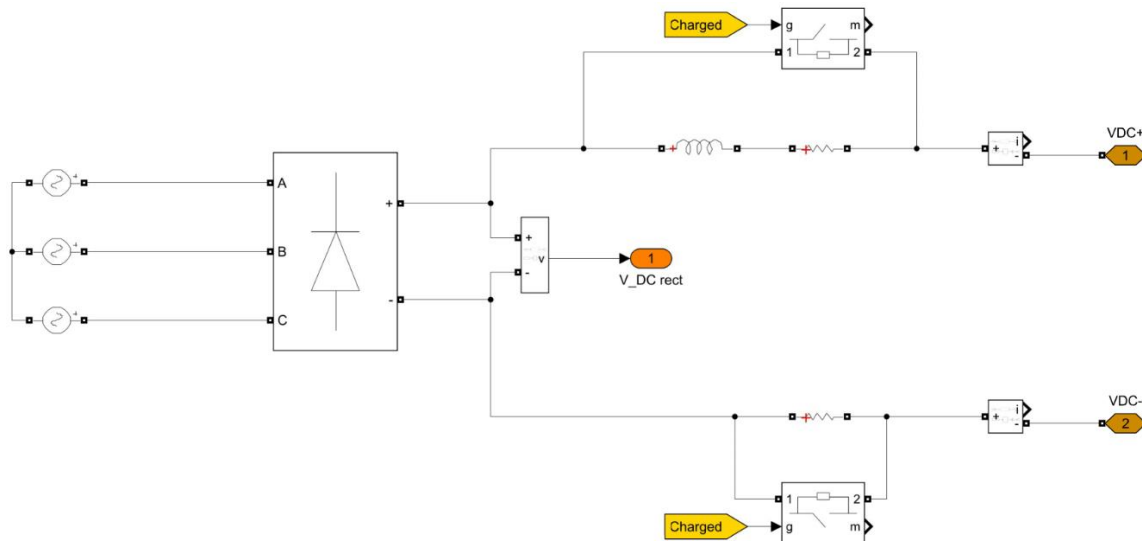 Charged
g
m
1
2
VDC+
i
+
-
1
A
+
B
+
v
-
1
V_DC rect
-
C
VDC-
i
+
-
2
1
2
Charged
g
m